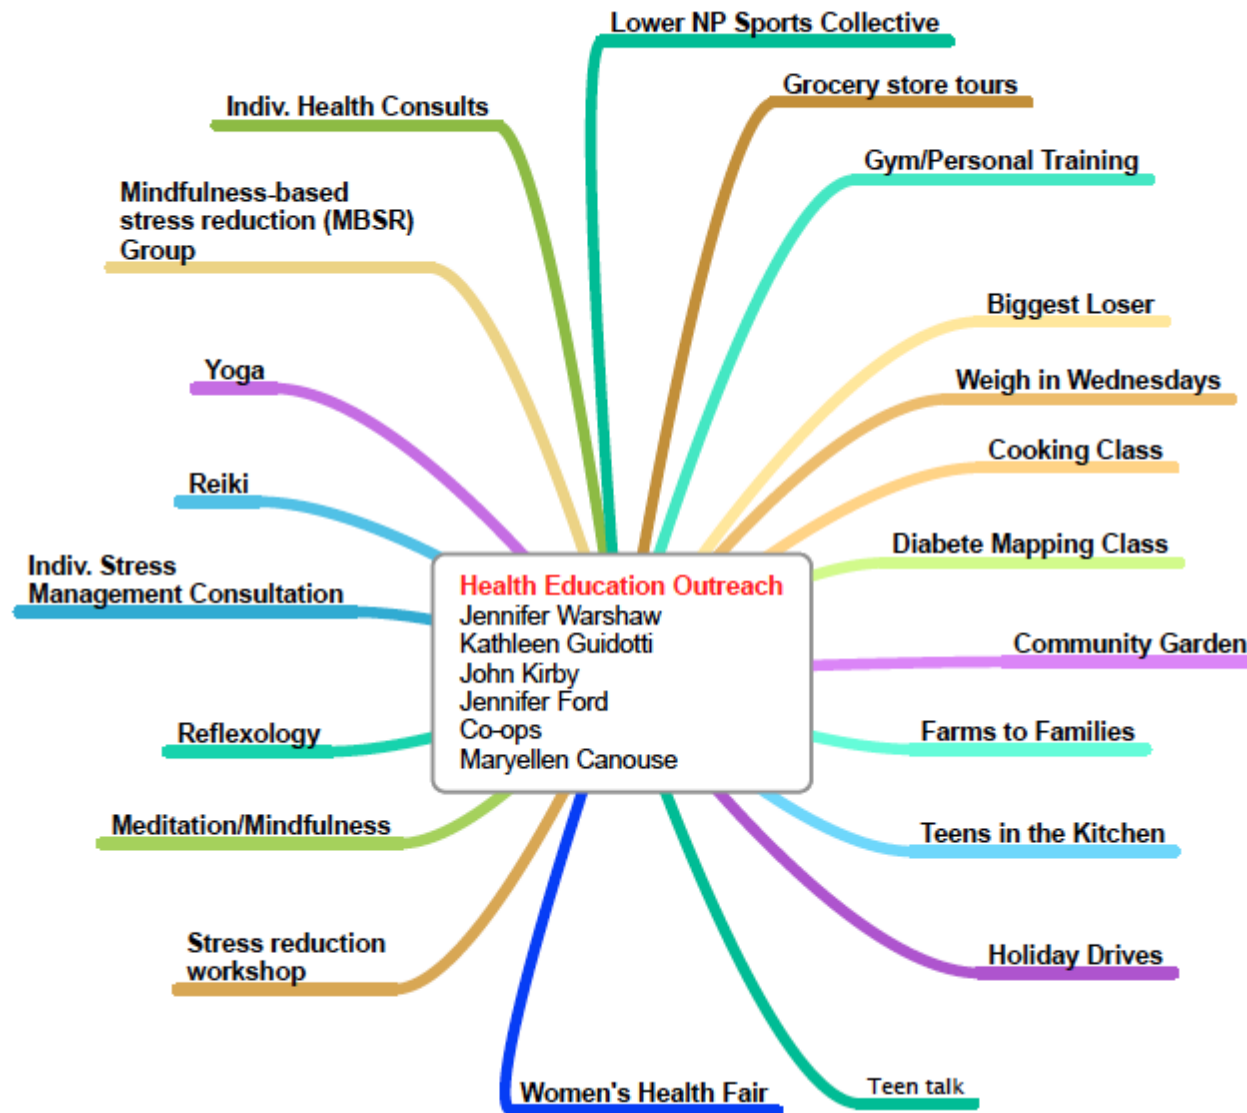 Lower NP Sports Collective
Grocery store tours
Indiv. Health Consults
Gym/Personal Training
Mindfulness-based
stress reduction (MBSR)
Group
Biggest Loser
Yoga
Weigh in Wednesdays
Cooking Class
Reiki
Diabete Mapping Class
Indiv. Stress
Management Consultation
Health Education Outreach
Jennifer Warshaw
Kathleen Guidotti
John Kirby
Jennifer Ford
Co-ops
Maryellen Canouse
Community Garden
Reflexology
Farms to Families
Meditation/Mindfulness
Teens in the Kitchen
Stress reduction
workshop
Holiday Drives
Women's Health Fair
Teen talk